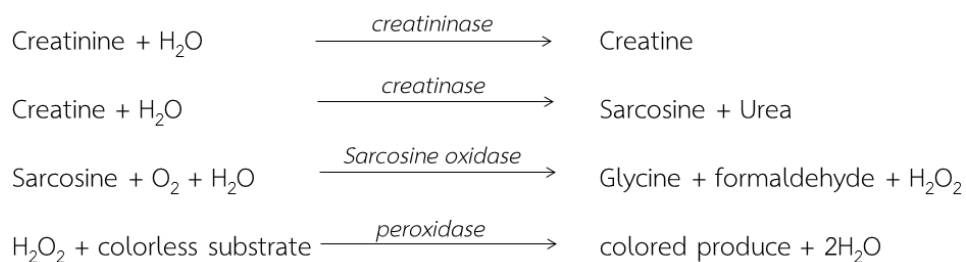 Creatinine + H₂O creatininase Creatine
Creatine + H₂O creatinase Sarcosine + Urea
Sarcosine + O₂ + H₂O Sarcosine oxidase Glycine + formaldehyde + H₂O₂
H₂O₂ + colorless substrate peroxidase colored produce + 2H₂O